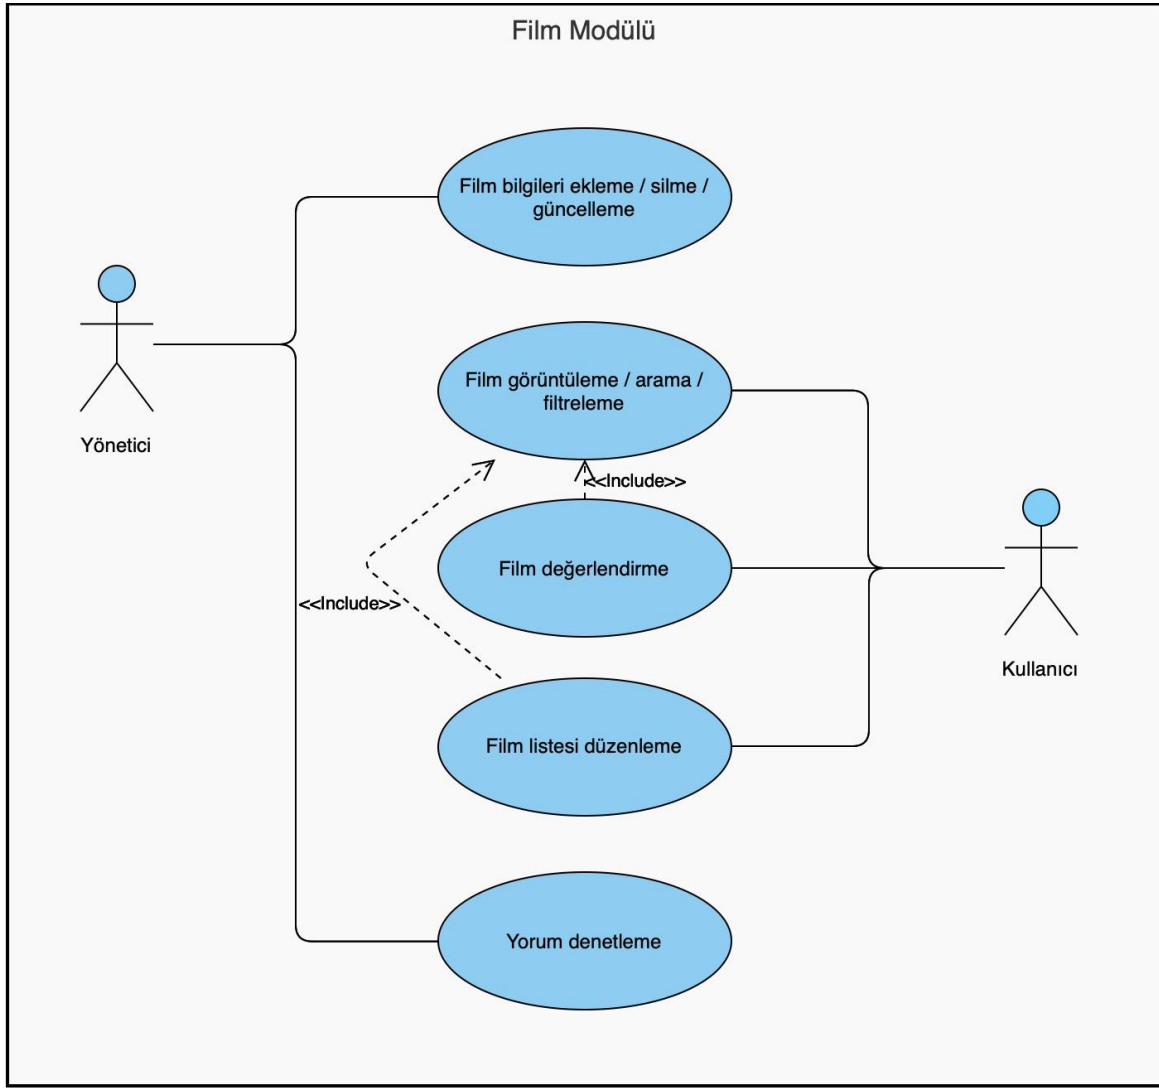 Film Modülü
Film bilgileri ekleme / silme /
güncelleme
Yönetici
Film görüntüleme / arama /
filtreleme
<<Include>>
Film değerlendirme
<<Include>>
Kullanıcı
Film listesi düzenleme
Yorum denetleme